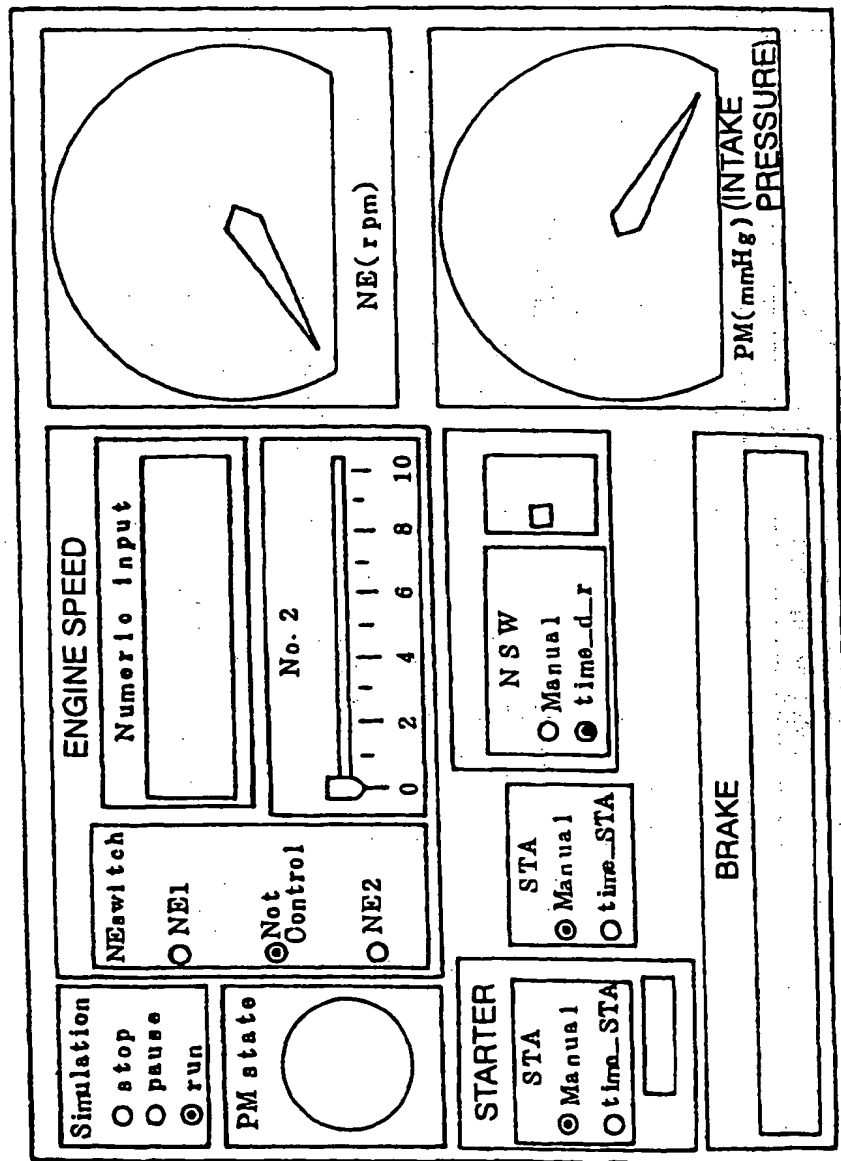 Simulation
stop
pause
run
PM state
ENGINE SPEED
NEswitch
NE1
Not
Control
NE2
Numeric input
No. 2
0 2 4 6 8 10
NE(rpm)
STARTER
STA
Manual
time_STA
STA
Manual
time_STA
NSW
Manual
time_d_r
PM(mmHg)(INTAKE
PRESSURE)
BRAKE